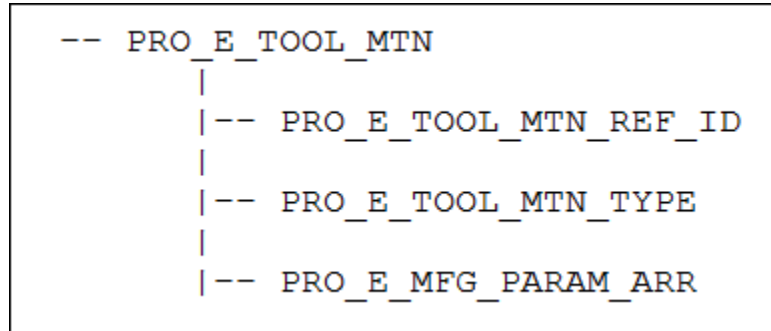 -- PRO_E_TOOL_MTN
|
|-- PRO_E_TOOL_MTN_REF_ID
|
|-- PRO_E_TOOL_MTN_TYPE
|
|-- PRO_E_MFG_PARAM_ARR